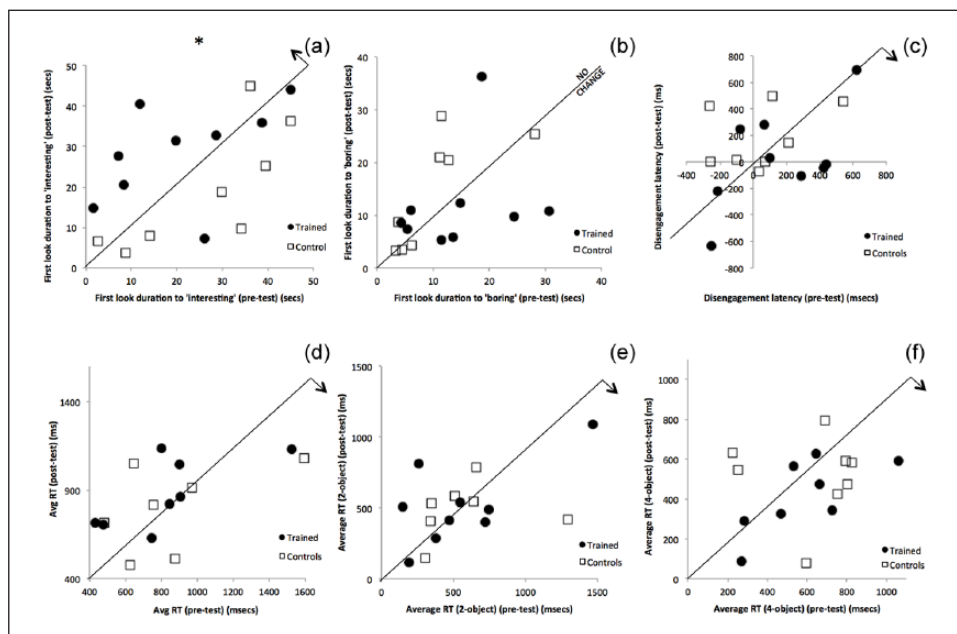 *
(a)
First look duration to 'interesting' (post-test) (secs)
50
40
30
20
10
0
0 10 20 30 40 50
Trained
Control
First look duration to 'interesting' (pre-test) (secs)
(b)
First look duration to 'boring' (post-test) (secs)
40
30
20
10
0
0 10 20 30 40
NO
CHANGE
Trained
Control
First look duration to 'boring' (pre-test) (secs)
(c)
Disengagement latency (post-test) (ms)
800
600
400
200
0
-200
-400
-600
-800
-400 -200 0 200 400 600 800
Trained
Controls
Disengagement latency (pre-test) (msecs)
(d)
Avg RT (post-test) (ms)
1400
900
400
400 600 800 1000 1200 1400 1600
Trained
Controls
Avg RT (pre-test) (msecs)
(e)
Average RT (2-object) (post-test) (ms)
1500
1000
500
0
0 500 1000 1500
Trained
Controls
Average RT (2-object) (pre-test) (msecs)
(f)
Average RT (4-object) (post-test) (ms)
1000
800
600
400
200
0
0 200 400 600 800 1000
Trained
Controls
Average RT (4-object) (pre-test) (msecs)